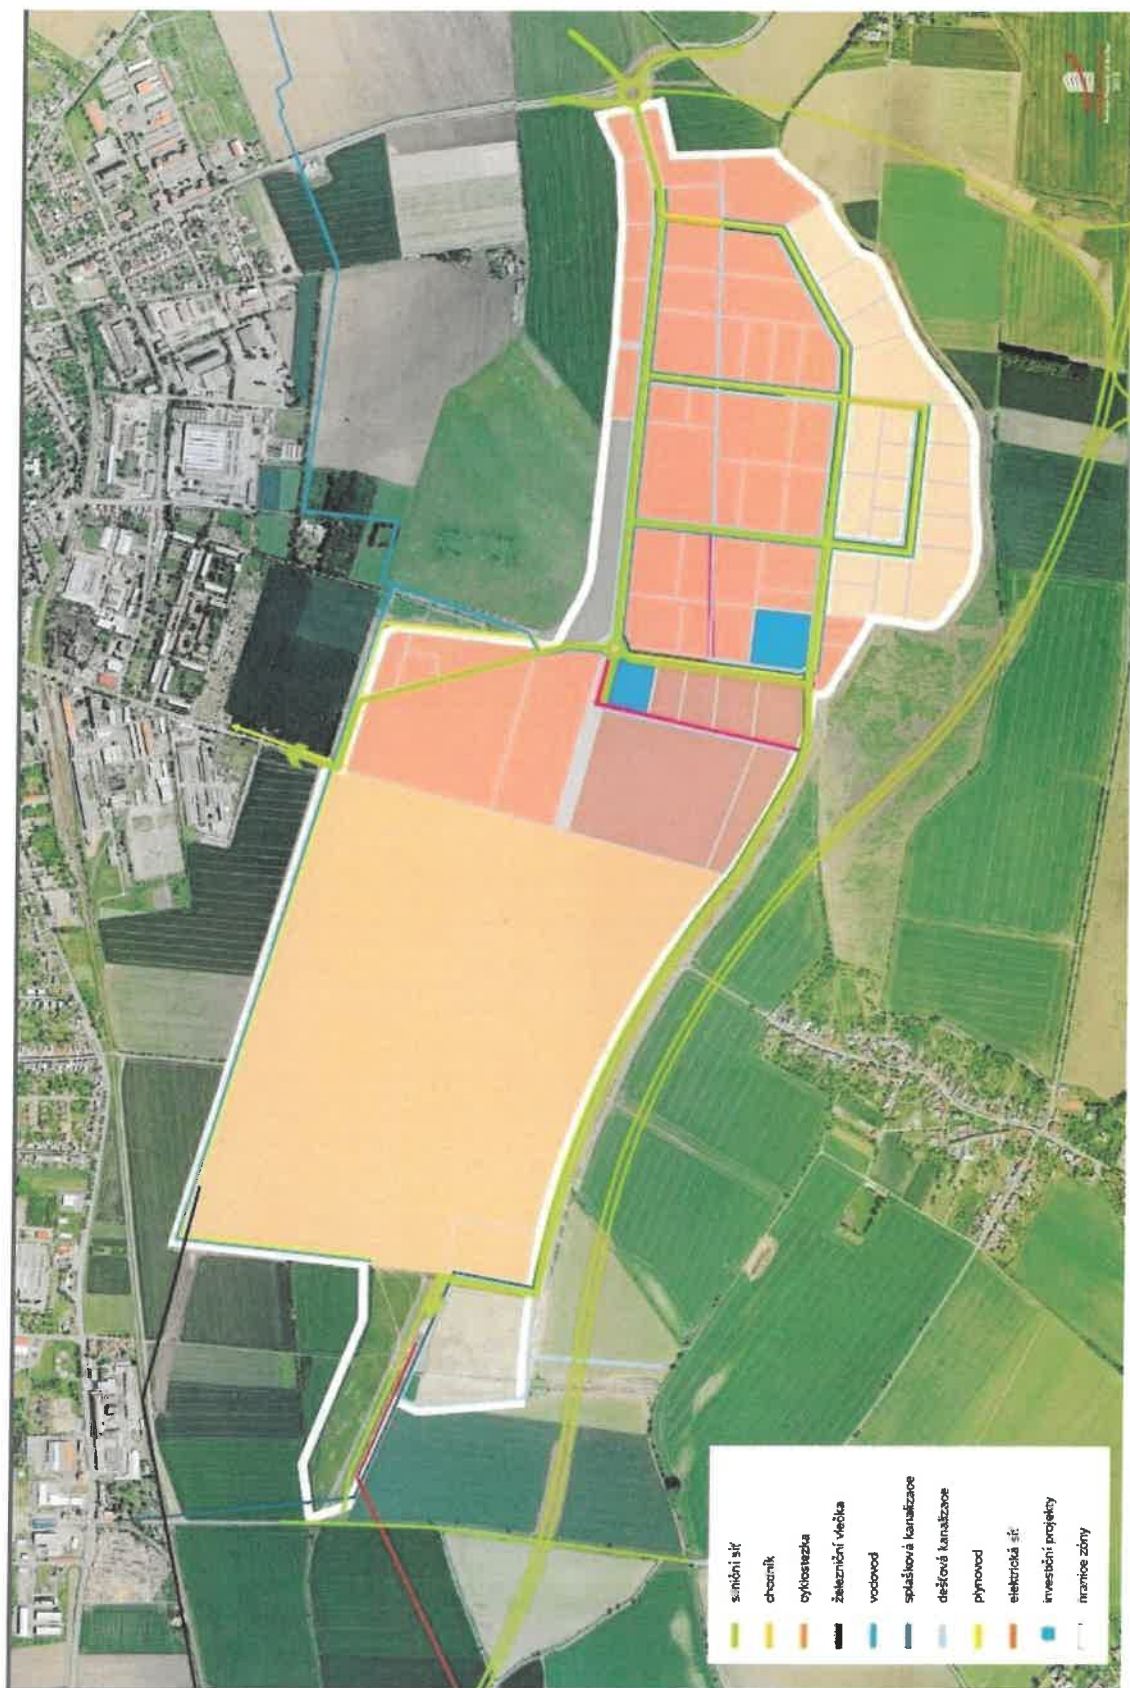 silniční síť
chodník
cyklostezka
železniční vlečka
vodovod
splašková kanalizace
dešťová kanalizace
plynovod
elektrická síť
investiční projekty
hranice zóny